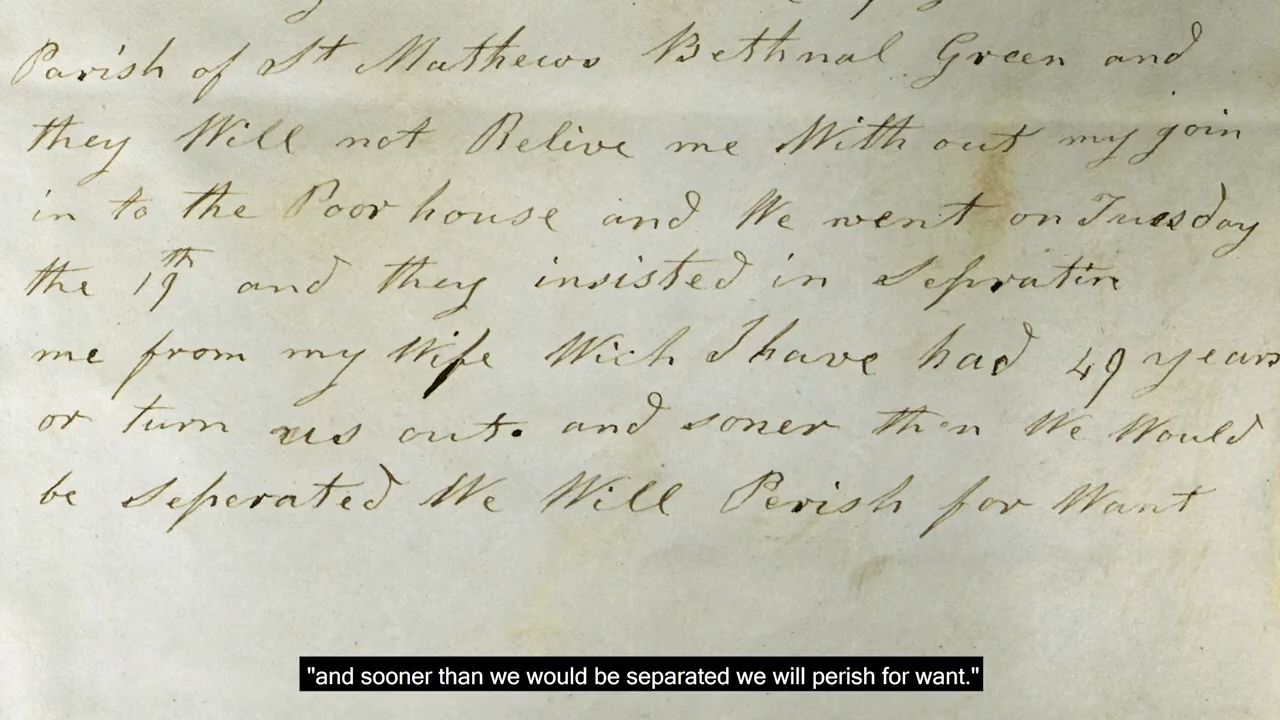 Parish of St Mathews Bethnal Green and
they Will not Relive me With out my goin
in to the Poor house and We went on Tuesday
the 19th and they insisted in Sepratin
me from my Wife Wich I have had 49 years
or turn us out. and soner then We Would
be Seperated We Will Perish for Want
"and sooner than we would be separated we will perish for want."